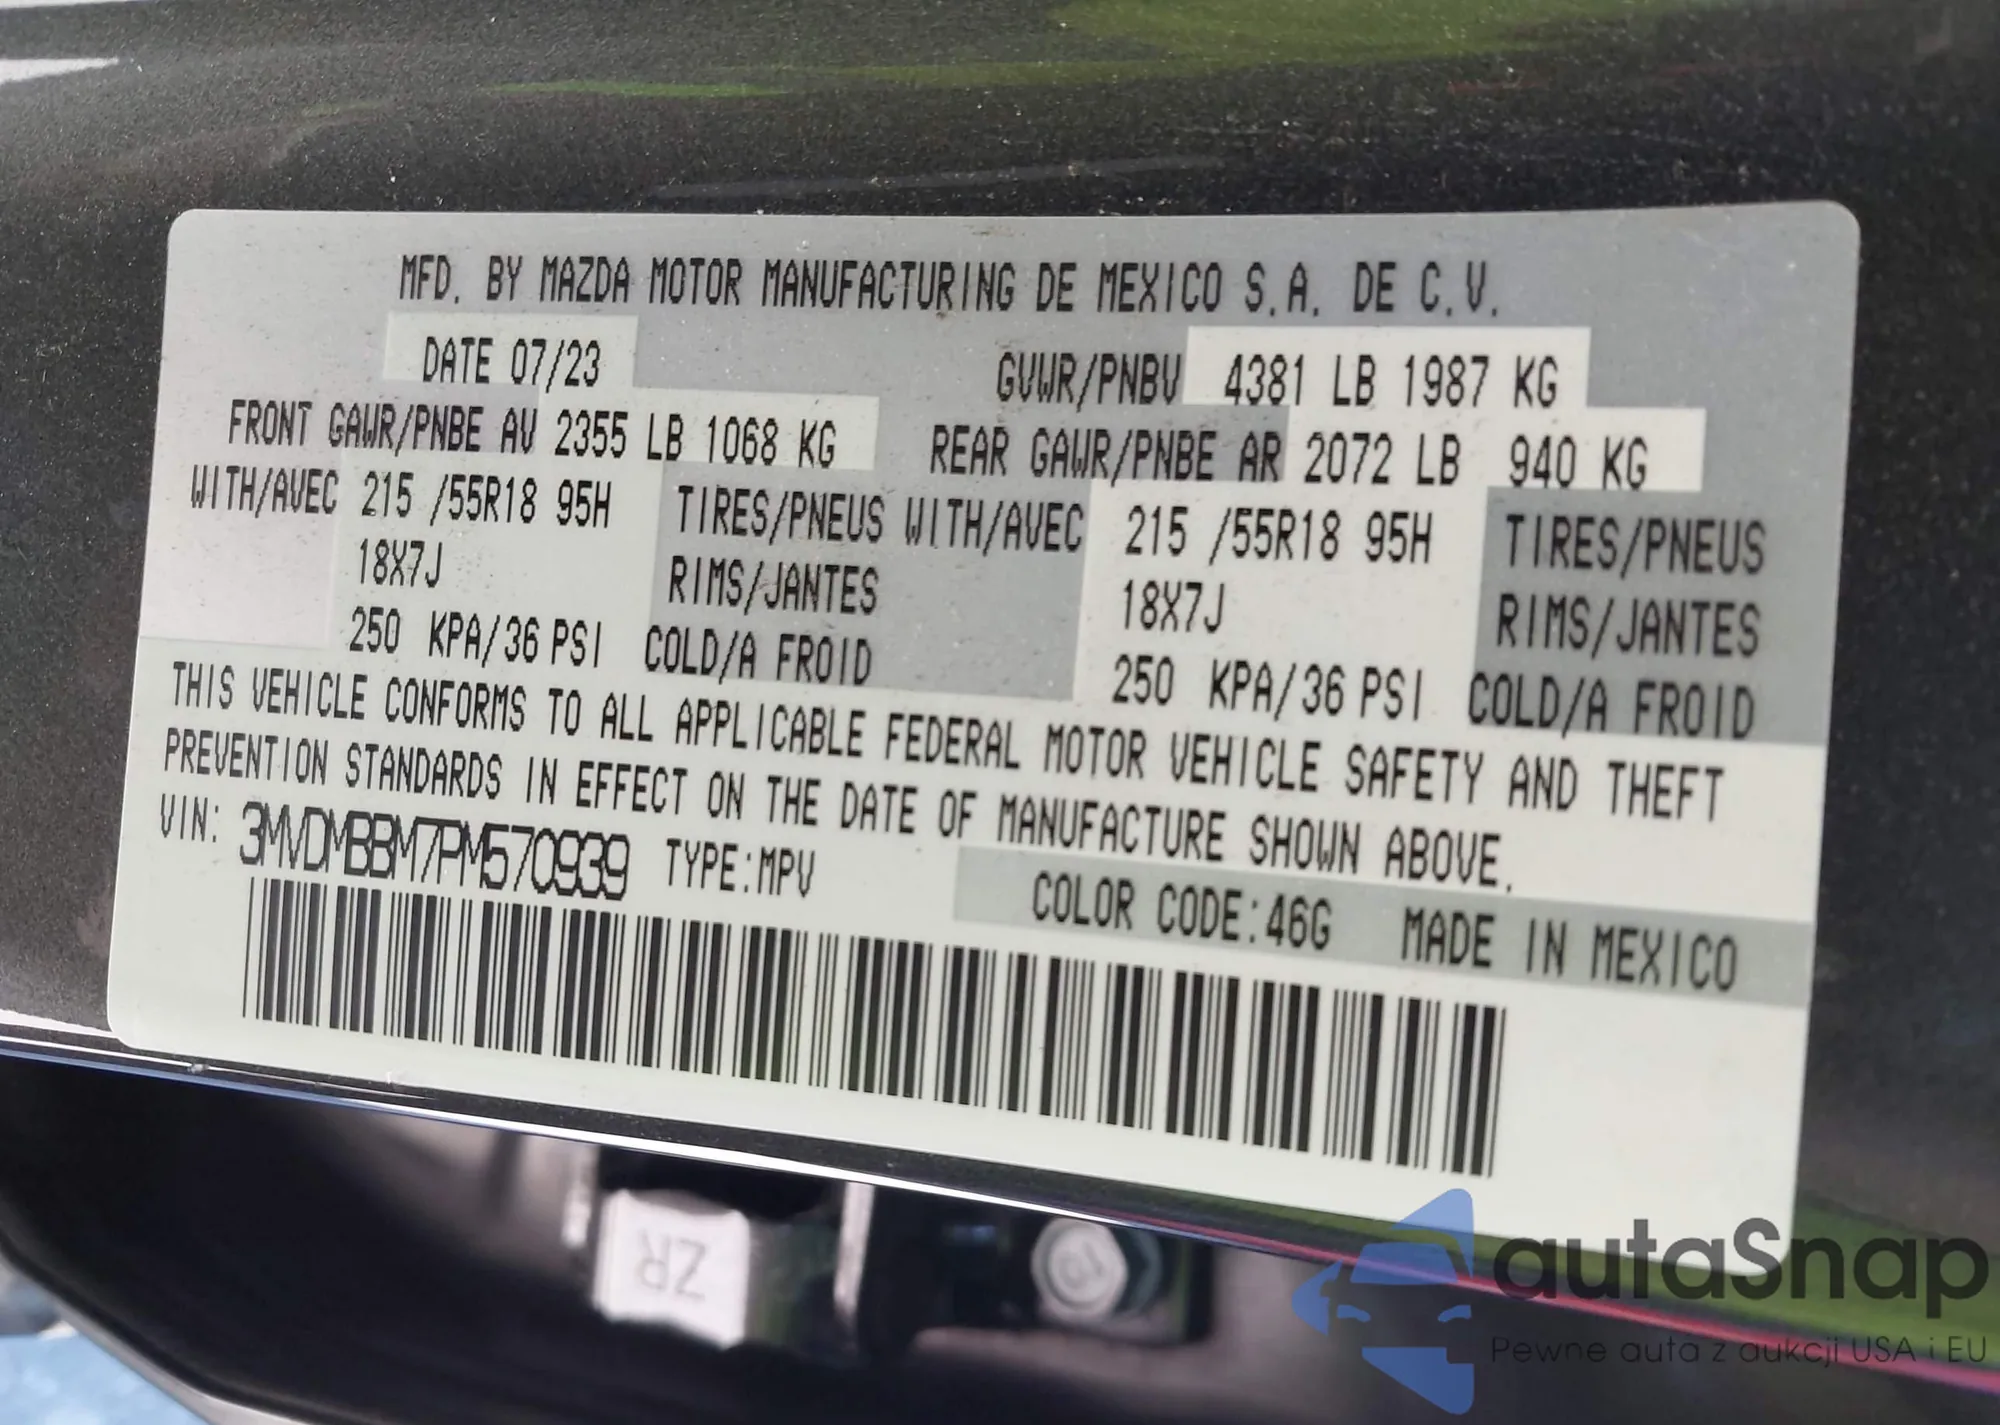 MFD. BY MAZDA MOTOR MANUFACTURING DE MEXICO S.A. DE C.V.
DATE 07/23 GVWR/PNBV 4381 LB 1987 KG
FRONT GAWR/PNBE AV 2355 LB 1068 KG REAR GAWR/PNBE AR 2072 LB 940 KG
WITH/AVEC 215 /55R18 95H TIRES/PNEUS WITH/AVEC 215 /55R18 95H TIRES/PNEUS
18X7J RIMS/JANTES 18X7J RIMS/JANTES
250 KPA/36 PSI COLD/A FROID 250 KPA/36 PSI COLD/A FROID
THIS VEHICLE CONFORMS TO ALL APPLICABLE FEDERAL MOTOR VEHICLE SAFETY AND THEFT
PREVENTION STANDARDS IN EFFECT ON THE DATE OF MANUFACTURE SHOWN ABOVE.
VIN: 3MVDMBBM7PM570939 TYPE:MPV COLOR CODE:46G MADE IN MEXICO
ZR
10
autaSnap
Pewne auta z aukcji USA i EU